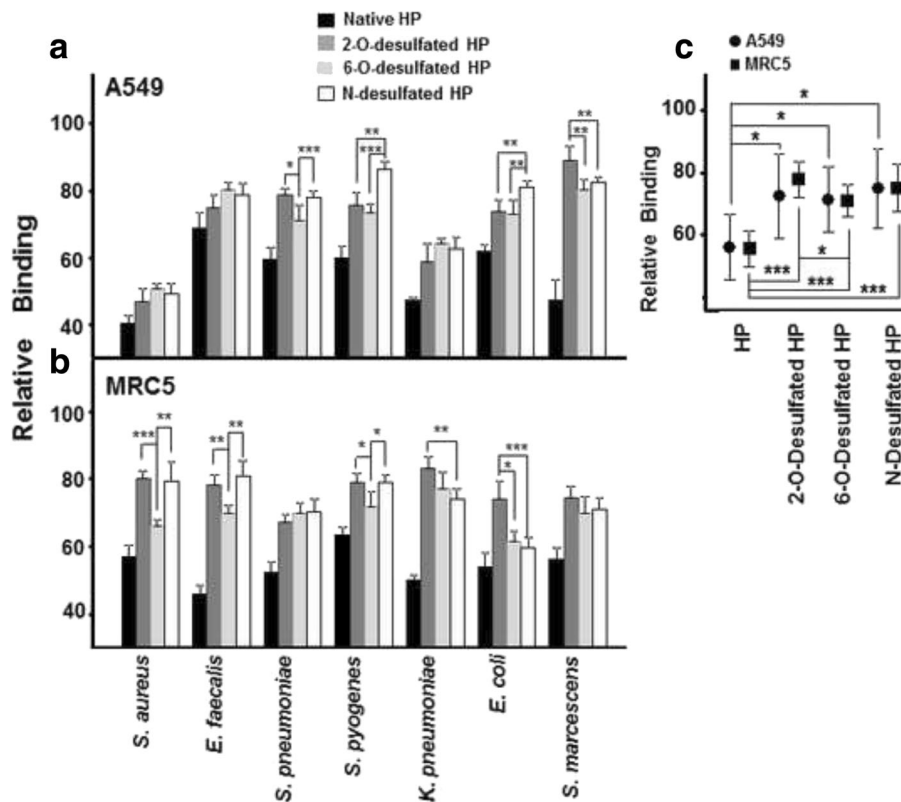 a
Native HP
2-O-desulfated HP
6-O-desulfated HP
N-desulfated HP
A549
Relative Binding
100
80
60
40
*
***
**
***
**
**
**
**
**
b
MRC5
100
80
60
40
***
**
**
**
*
*
**
***
*
S. aureus
E. faecalis
S. pneumoniae
S. pyogenes
K. pneumoniae
E. coli
S. marcescens
c
A549
MRC5
Relative Binding
100
80
60
*
*
*
***
*
***
***
HP
2-O-Desulfated HP
6-O-Desulfated HP
N-Desulfated HP